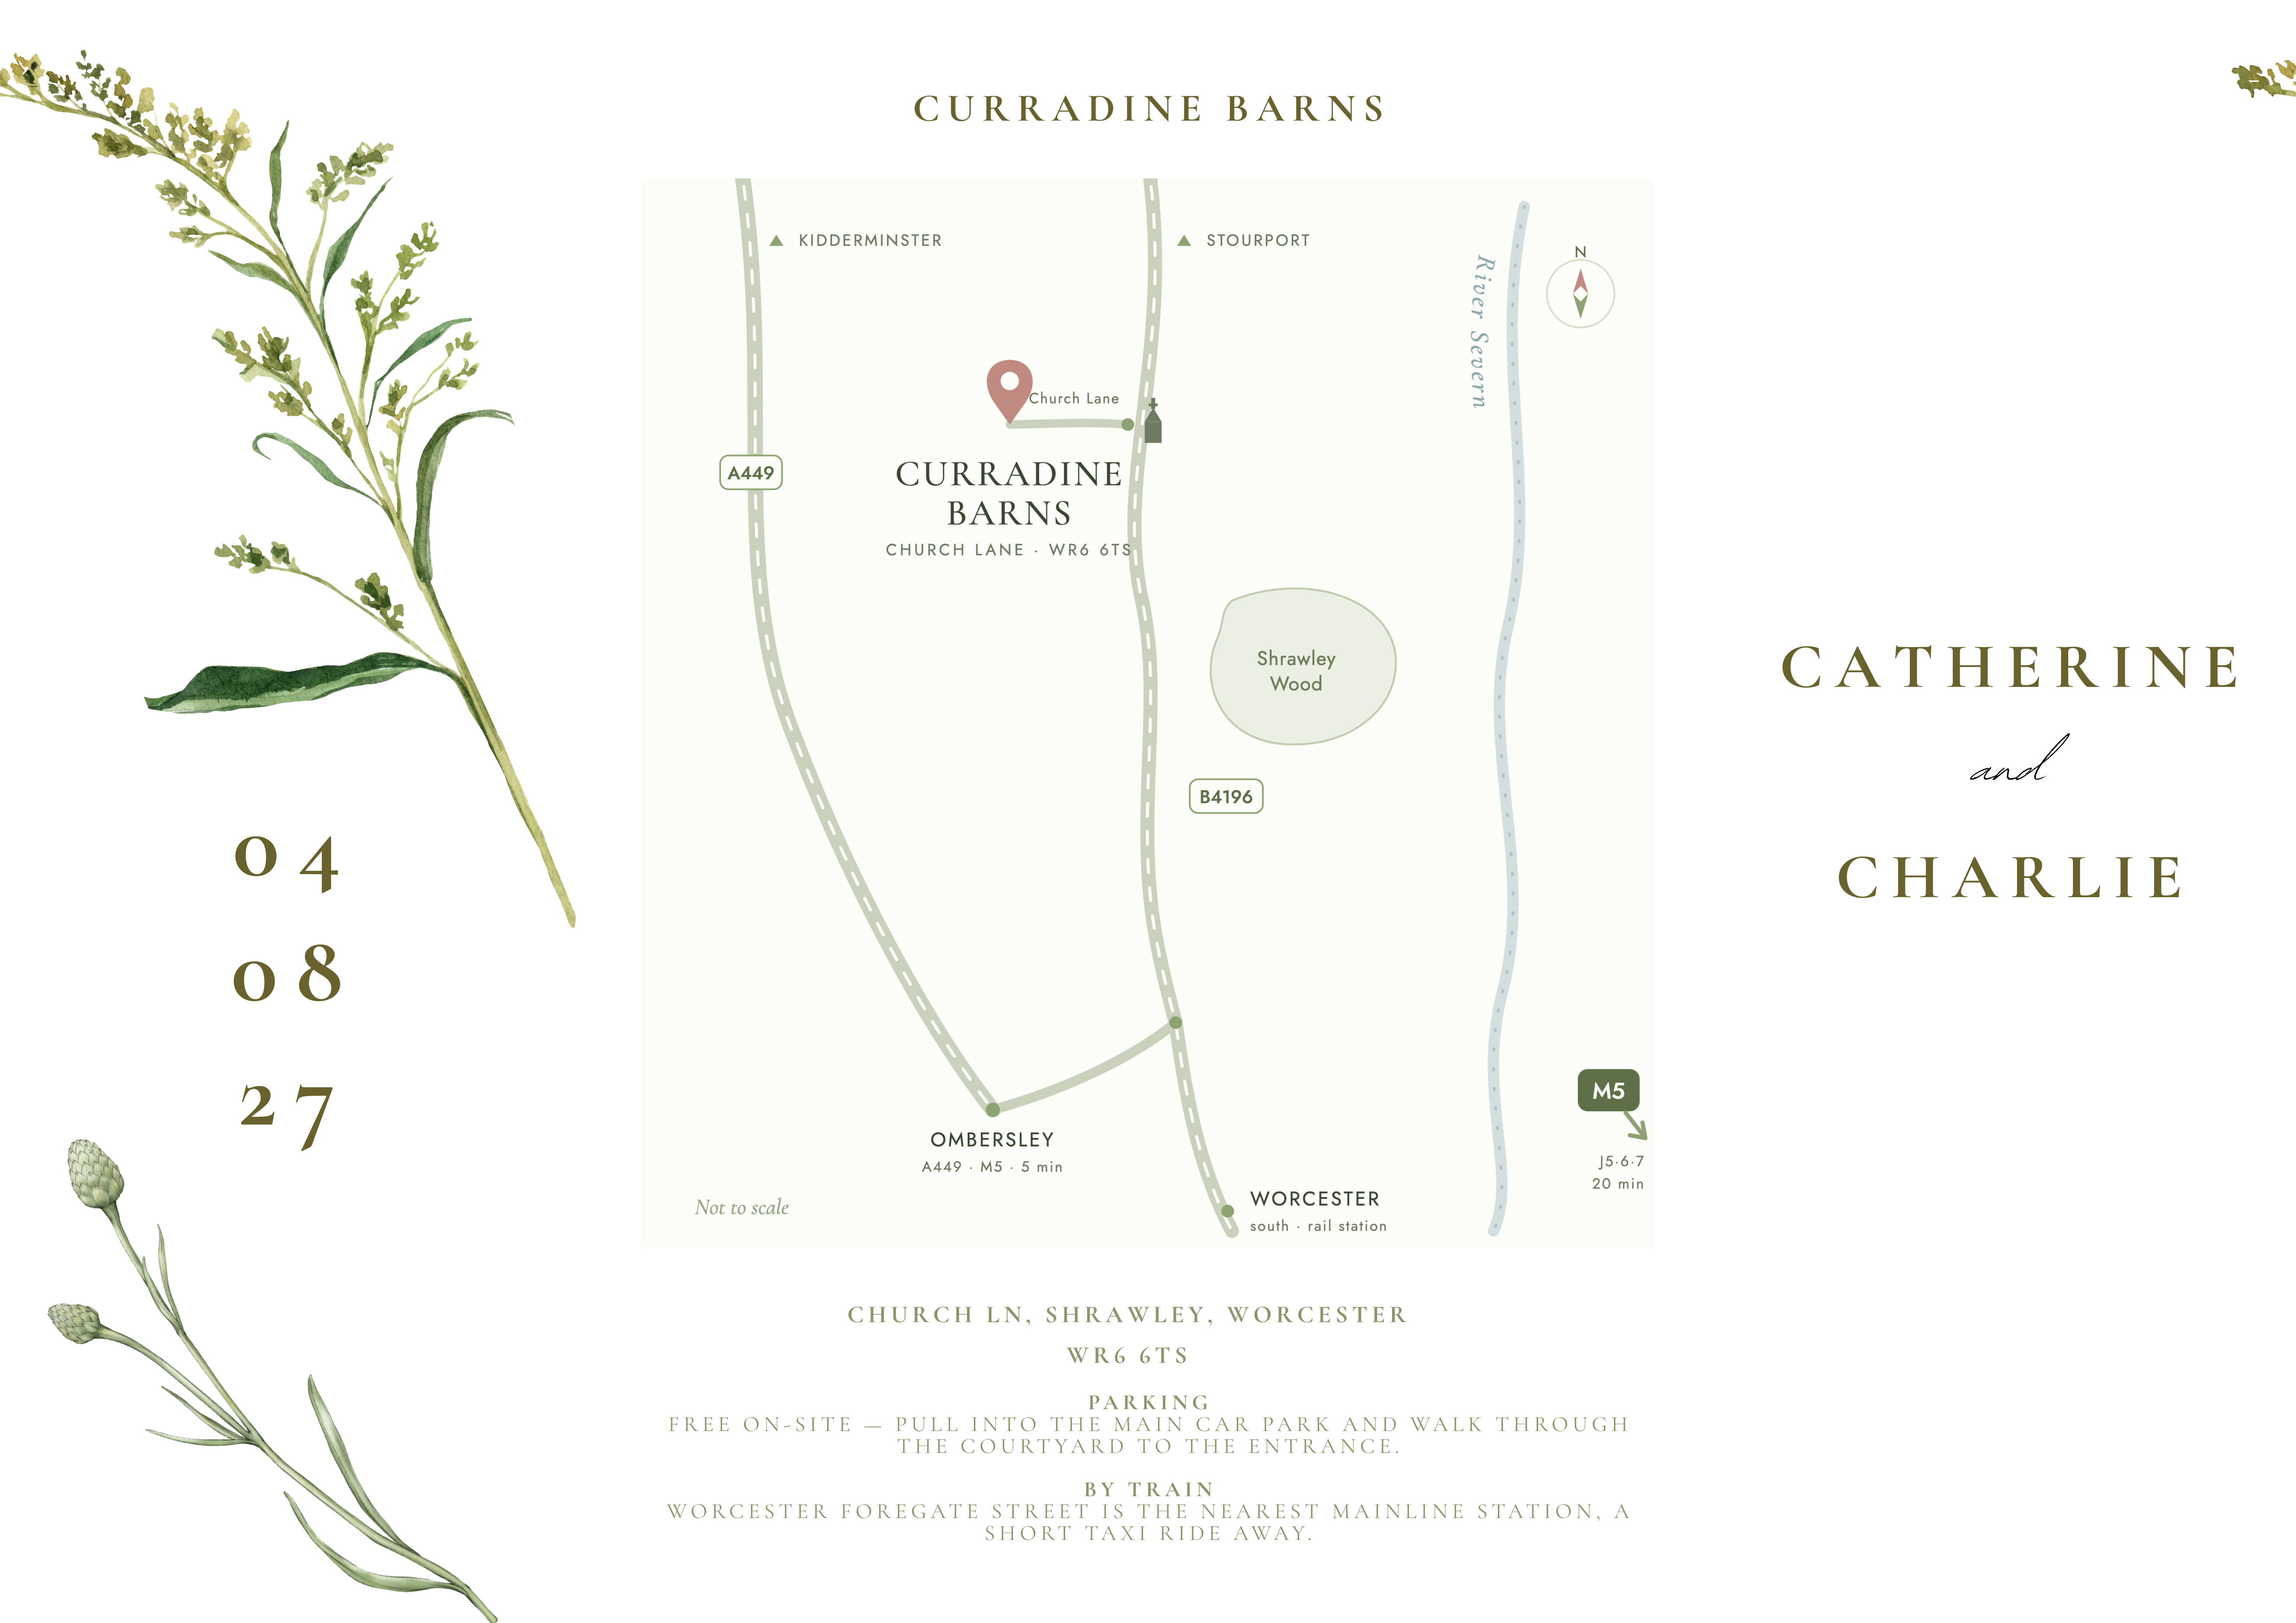 04
08
27
CURRADINE BARNS
KIDDERMINSTER
STOURPORT
River Severn
N
Church Lane
A449
CURRADINE
BARNS
CHURCH LANE · WR6 6TS
Shrawley
Wood
B4196
M5
J5·6·7
20 min
OMBERSLEY
A449 · M5 · 5 min
WORCESTER
south · rail station
Not to scale
CHURCH LN, SHRAWLEY, WORCESTER
WR6 6TS
PARKING
FREE ON-SITE — PULL INTO THE MAIN CAR PARK AND WALK THROUGH
THE COURTYARD TO THE ENTRANCE.
BY TRAIN
WORCESTER FOREGATE STREET IS THE NEAREST MAINLINE STATION, A
SHORT TAXI RIDE AWAY.
CATHERINE
and
CHARLIE